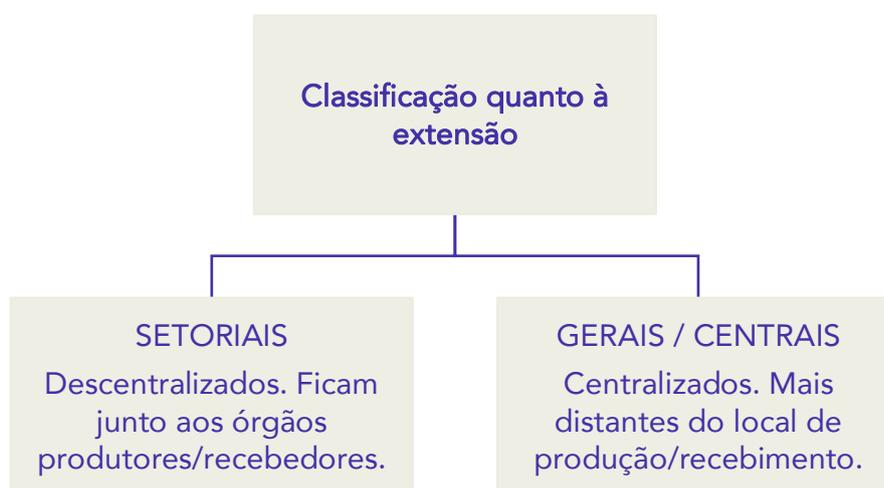 Classificação quanto à
extensão
SETORIAIS
Descentralizados. Ficam
junto aos órgãos
produtores/recebedores.
GERAIS / CENTRAIS
Centralizados. Mais
distantes do local de
produção/recebimento.